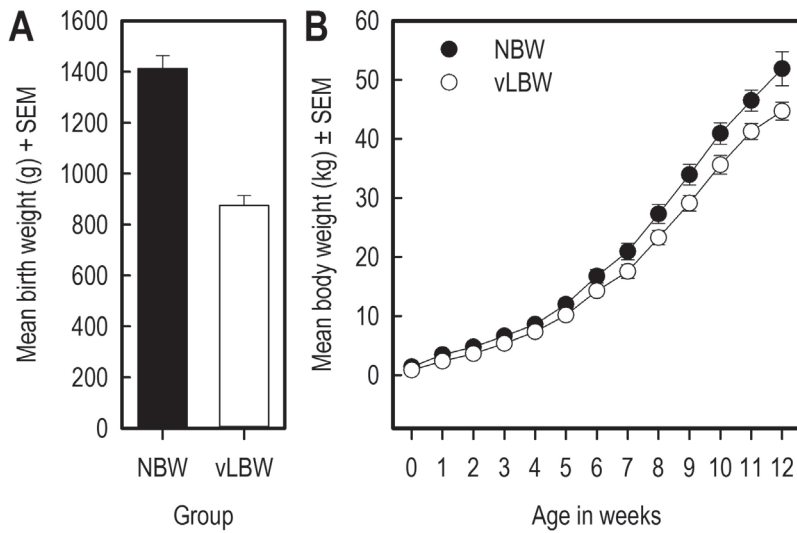 A
Mean birth weight (g) + SEM
1600
1400
1200
1000
800
600
400
200
0
NBW vLBW
Group
B
Mean body weight (kg) ± SEM
60
50
40
30
20
10
0
NBW
vLBW
0 1 2 3 4 5 6 7 8 9 10 11 12
Age in weeks